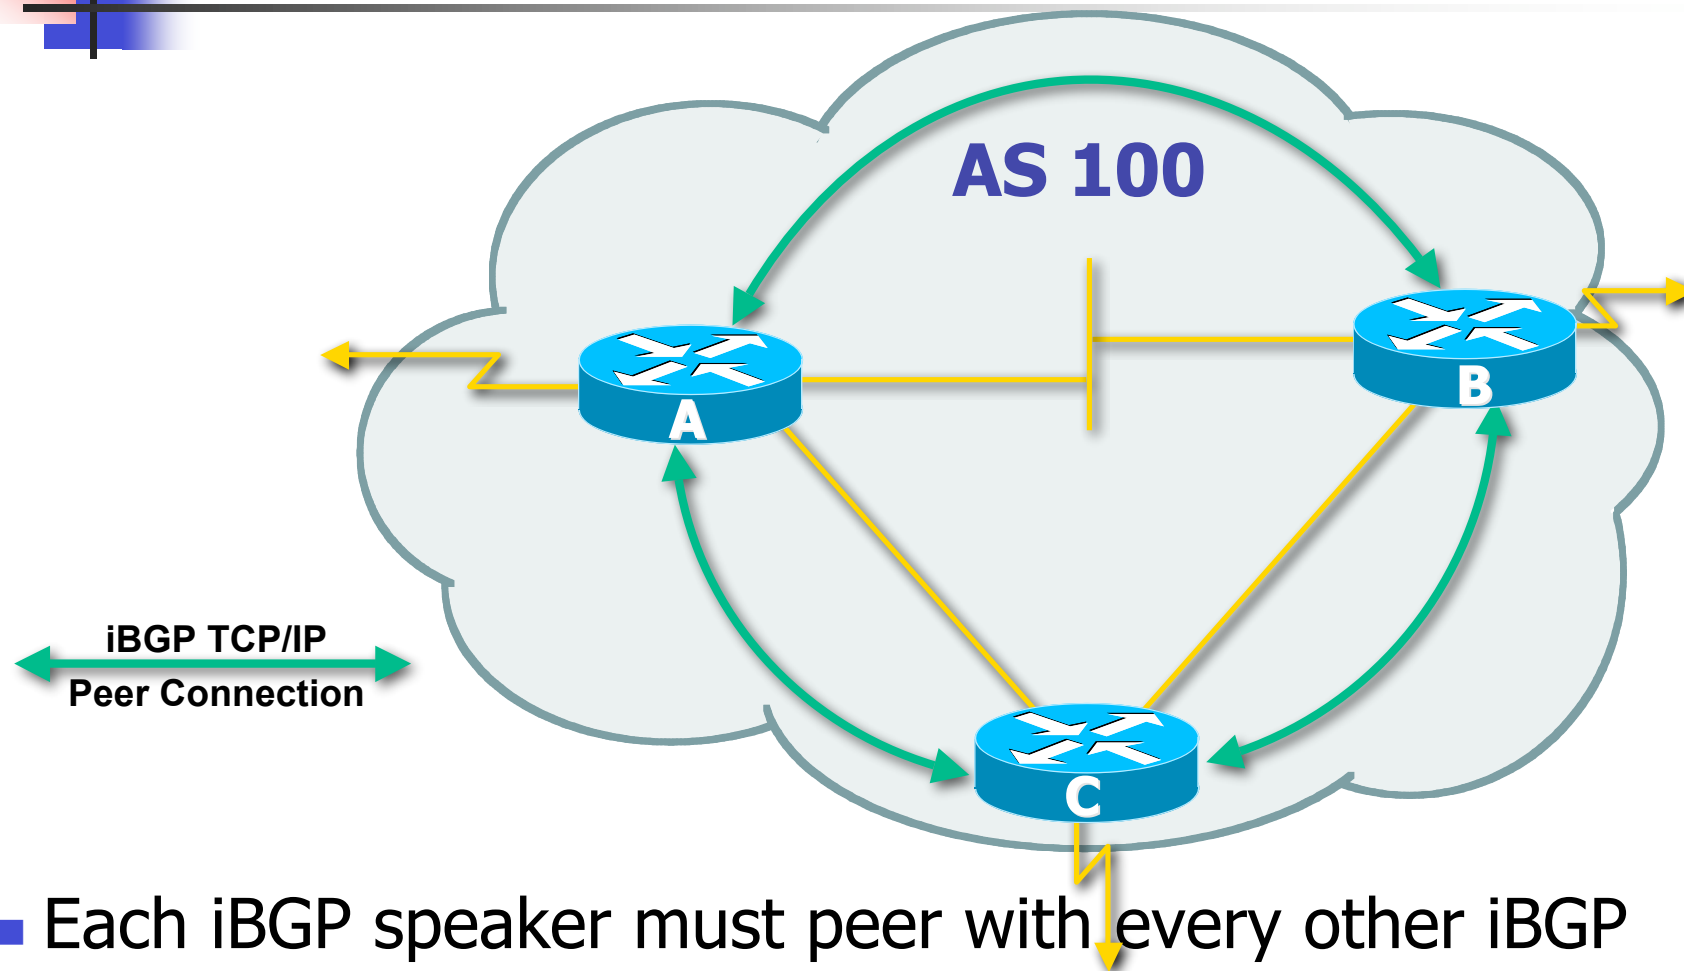 AS 100
B
A
iBGP TCP/IP
Peer Connection
C
Each iBGP speaker must peer with every other iBGP